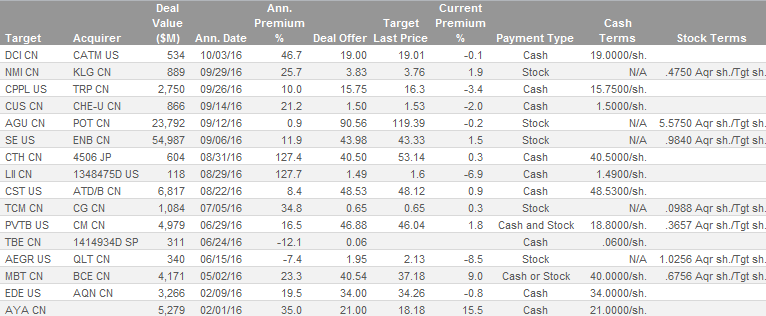 Deal Ann. Current
Value Premium Target Premium Cash
Target Acquirer ($M) Ann. Date % Deal Offer Last Price % Payment Type Terms Stock Terms
DCI CN CATM US 534 10/03/16 46.7 19.00 19.01 -0.1 Cash 19.0000/sh.
NMI CN KLG CN 889 09/29/16 25.7 3.83 3.76 1.9 Stock N/A .4750 Aqr sh./Tgt sh.
CPPL US TRP CN 2,750 09/26/16 10.0 15.75 16.3 -3.4 Cash 15.7500/sh.
CUS CN CHE-U CN 866 09/14/16 21.2 1.50 1.53 -2.0 Cash 1.5000/sh.
AGU CN POT CN 23,792 09/12/16 0.9 90.56 119.39 -0.2 Stock N/A 5.5750 Aqr sh./Tgt sh.
SE US ENB CN 54,987 09/06/16 11.9 43.98 43.33 1.5 Stock N/A .9840 Aqr sh./Tgt sh.
CTH CN 4506 JP 604 08/31/16 127.4 40.50 53.14 0.3 Cash 40.5000/sh.
LII CN 1348475D US 118 08/29/16 127.7 1.49 1.6 -6.9 Cash 1.4900/sh.
CST US ATD/B CN 6,817 08/22/16 8.4 48.53 48.12 0.9 Cash 48.5300/sh.
TCM CN CG CN 1,084 07/05/16 34.8 0.65 0.65 0.3 Stock N/A .0988 Aqr sh./Tgt sh.
PVTB US CM CN 4,979 06/29/16 16.5 46.88 46.04 1.8 Cash and Stock 18.8000/sh. .3657 Aqr sh./Tgt sh.
TBE CN 1414934D SP 311 06/24/16 -12.1 0.06 Cash .0600/sh.
AEGR US QLT CN 340 06/15/16 -7.4 1.95 2.13 -8.5 Stock N/A 1.0256 Aqr sh./Tgt sh.
MBT CN BCE CN 4,171 05/02/16 23.3 40.54 37.18 9.0 Cash or Stock 40.0000/sh. .6756 Aqr sh./Tgt sh.
EDE US AQN CN 3,266 02/09/16 19.5 34.00 34.26 -0.8 Cash 34.0000/sh.
AYA CN 5,279 02/01/16 35.0 21.00 18.18 15.5 Cash 21.0000/sh.